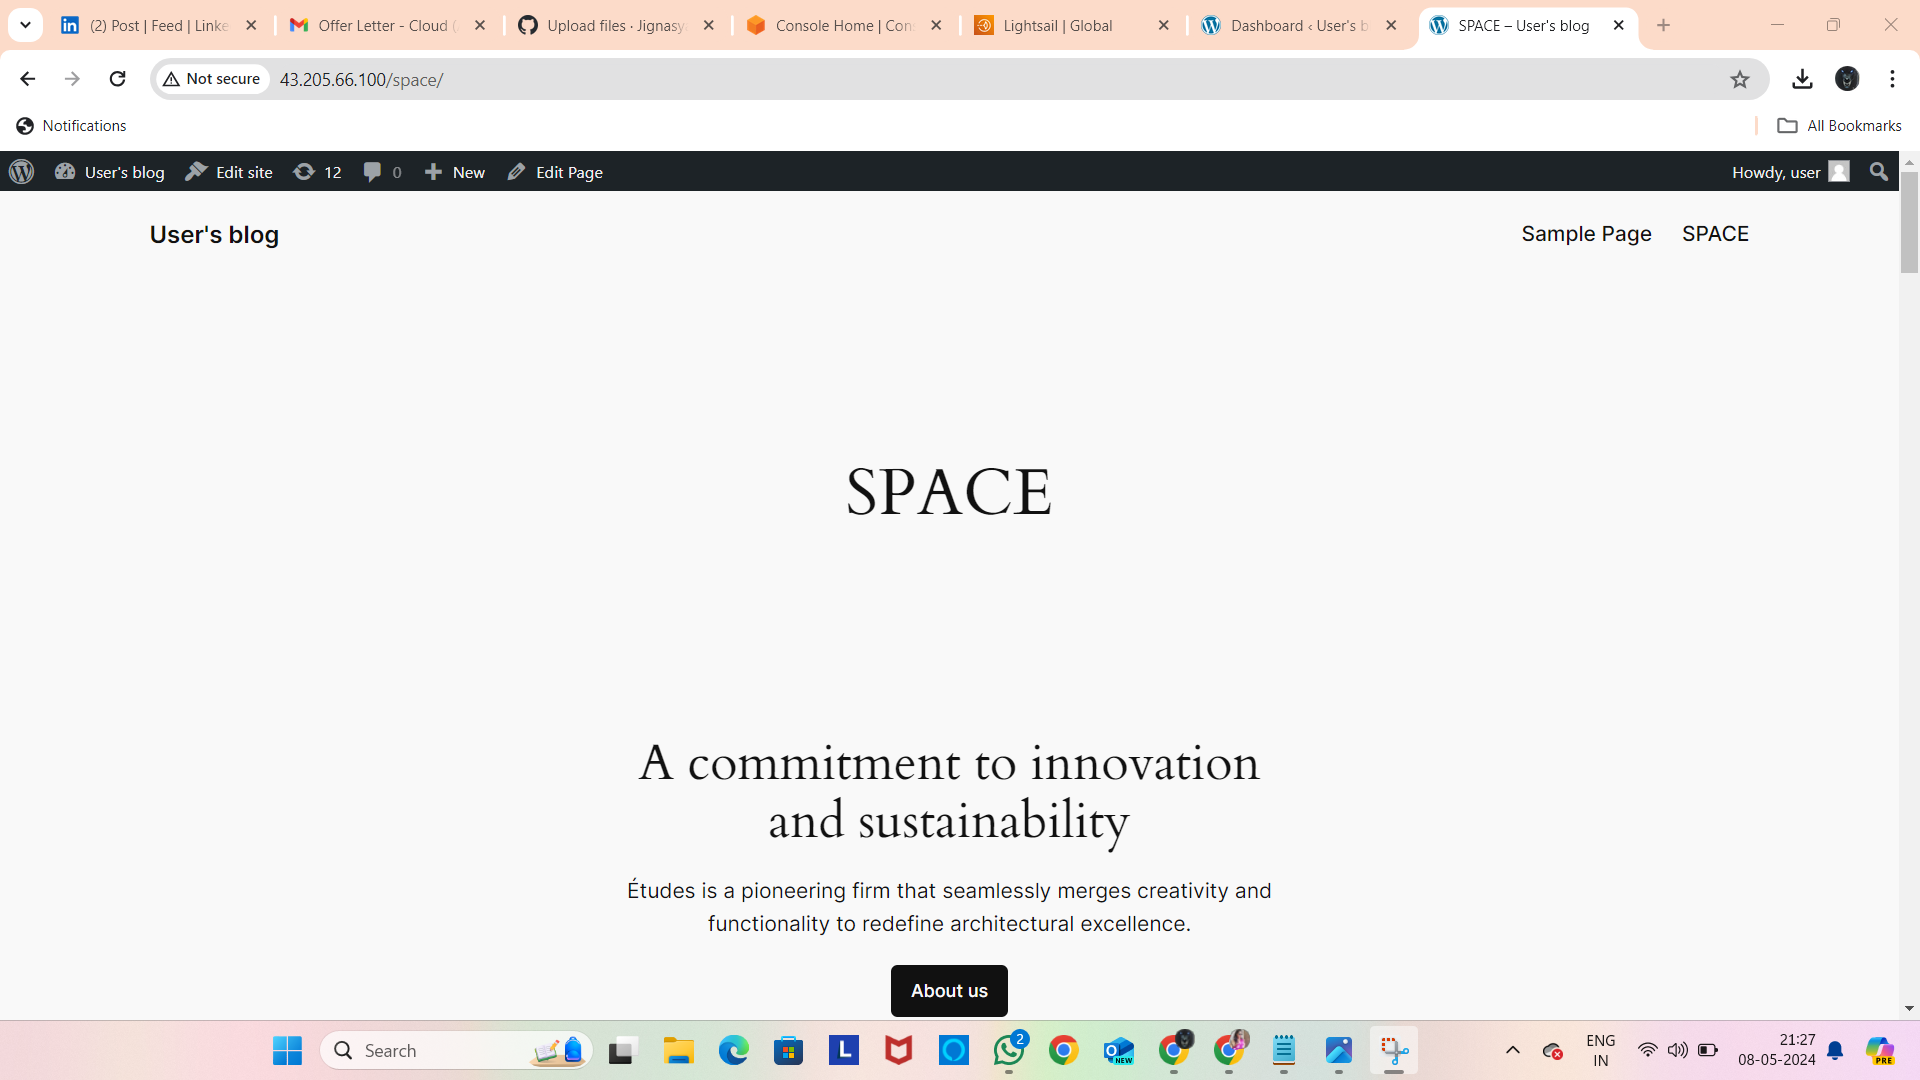 (2) Post | Feed | Linke
Offer Letter - Cloud
Upload files · Jignasy
Console Home | Con
Lightsail | Global
Dashboard ‹ User's b
SPACE – User's blog
Not secure
43.205.66.100/space/
Notifications
All Bookmarks
User's blog
Edit site
12
0
New
Edit Page
Howdy, user
User's blog
Sample Page
SPACE
SPACE
A commitment to innovation
and sustainability
Études is a pioneering firm that seamlessly merges creativity and
functionality to redefine architectural excellence.
About us
Search
L
2
NEW
ENG
IN
21:27
08-05-2024
PRE